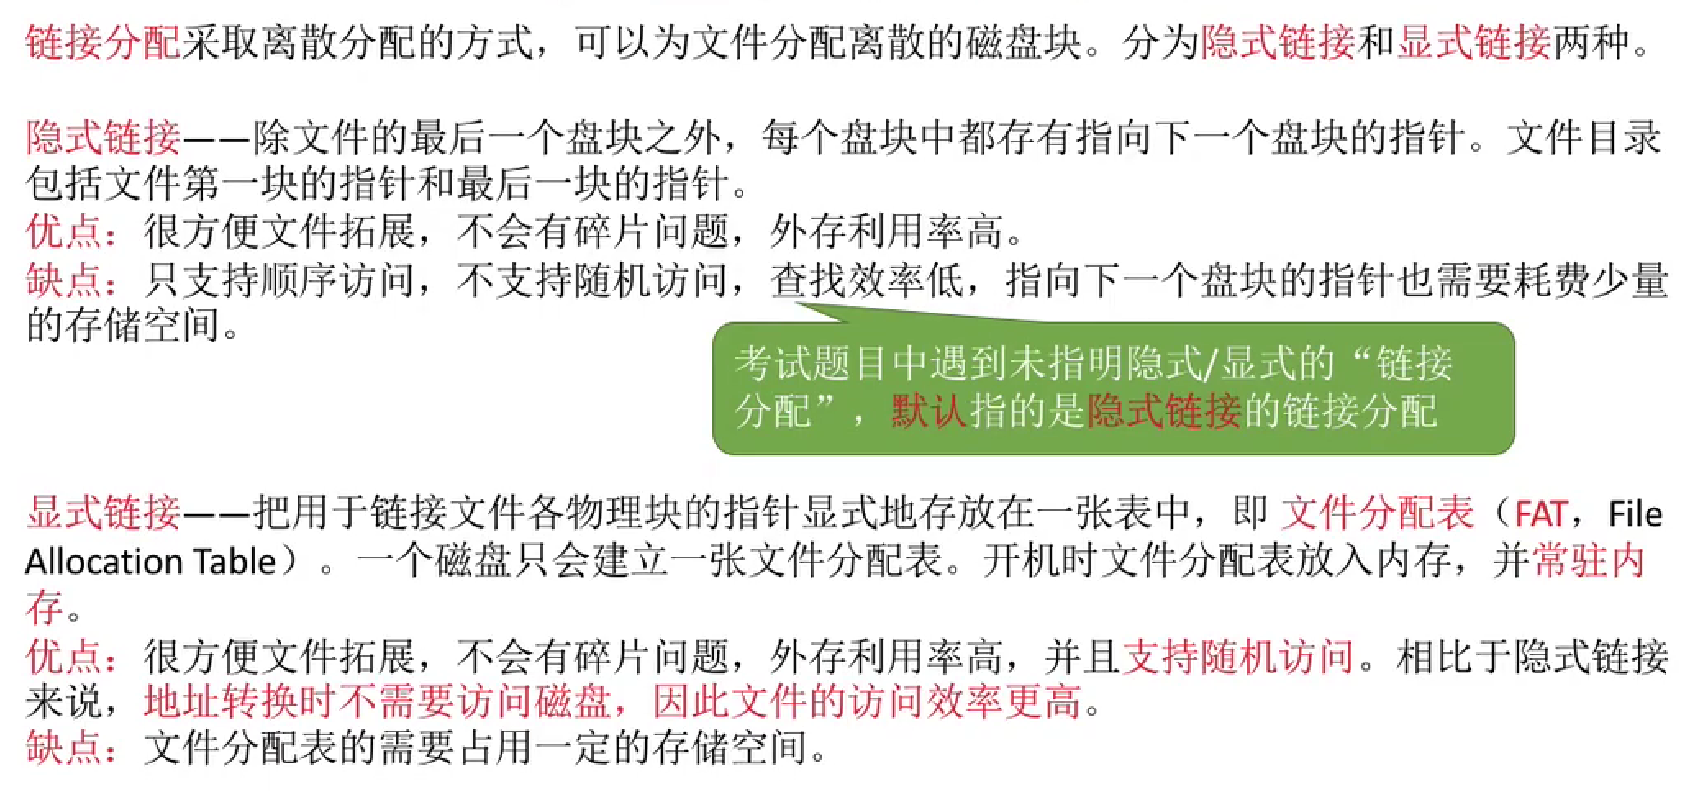 链接分配采取离散分配的方式，可以为文件分配离散的磁盘块。分为隐式链接和显式链接两种。
隐式链接——除文件的最后一个盘块之外，每个盘块中都存有指向下一个盘块的指针。文件目录
包括文件第一块的指针和最后一块的指针。
优点：很方便文件拓展，不会有碎片问题，外存利用率高。
缺点：只支持顺序访问，不支持随机访问，查找效率低，指向下一个盘块的指针也需要耗费少量
的存储空间。
考试题目中遇到未指明隐式/显式的“链接
分配”，默认指的是隐式链接的链接分配
显式链接——把用于链接文件各物理块的指针显式地存放在一张表中，即 文件分配表（FAT，File
Allocation Table）。一个磁盘只会建立一张文件分配表。开机时文件分配表放入内存，并常驻内
存。
优点：很方便文件拓展，不会有碎片问题，外存利用率高，并且支持随机访问。相比于隐式链接
来说，地址转换时不需要访问磁盘，因此文件的访问效率更高。
缺点：文件分配表的需要占用一定的存储空间。